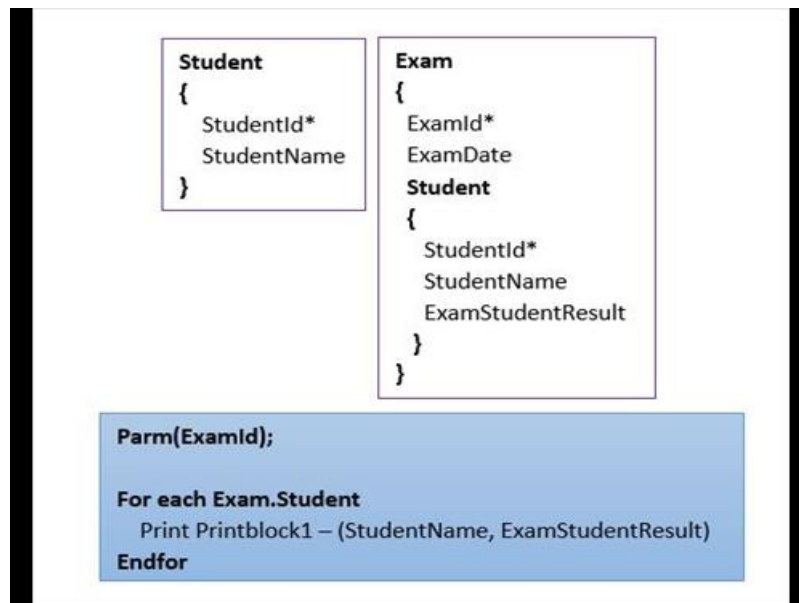 Student
{
StudentId*
StudentName
}
Exam
{
ExamId*
ExamDate
Student
{
StudentId*
StudentName
ExamStudentResult
}
}
Parm(ExamId);
For each Exam.Student
Print Printblock1 – (StudentName, ExamStudentResult)
Endfor